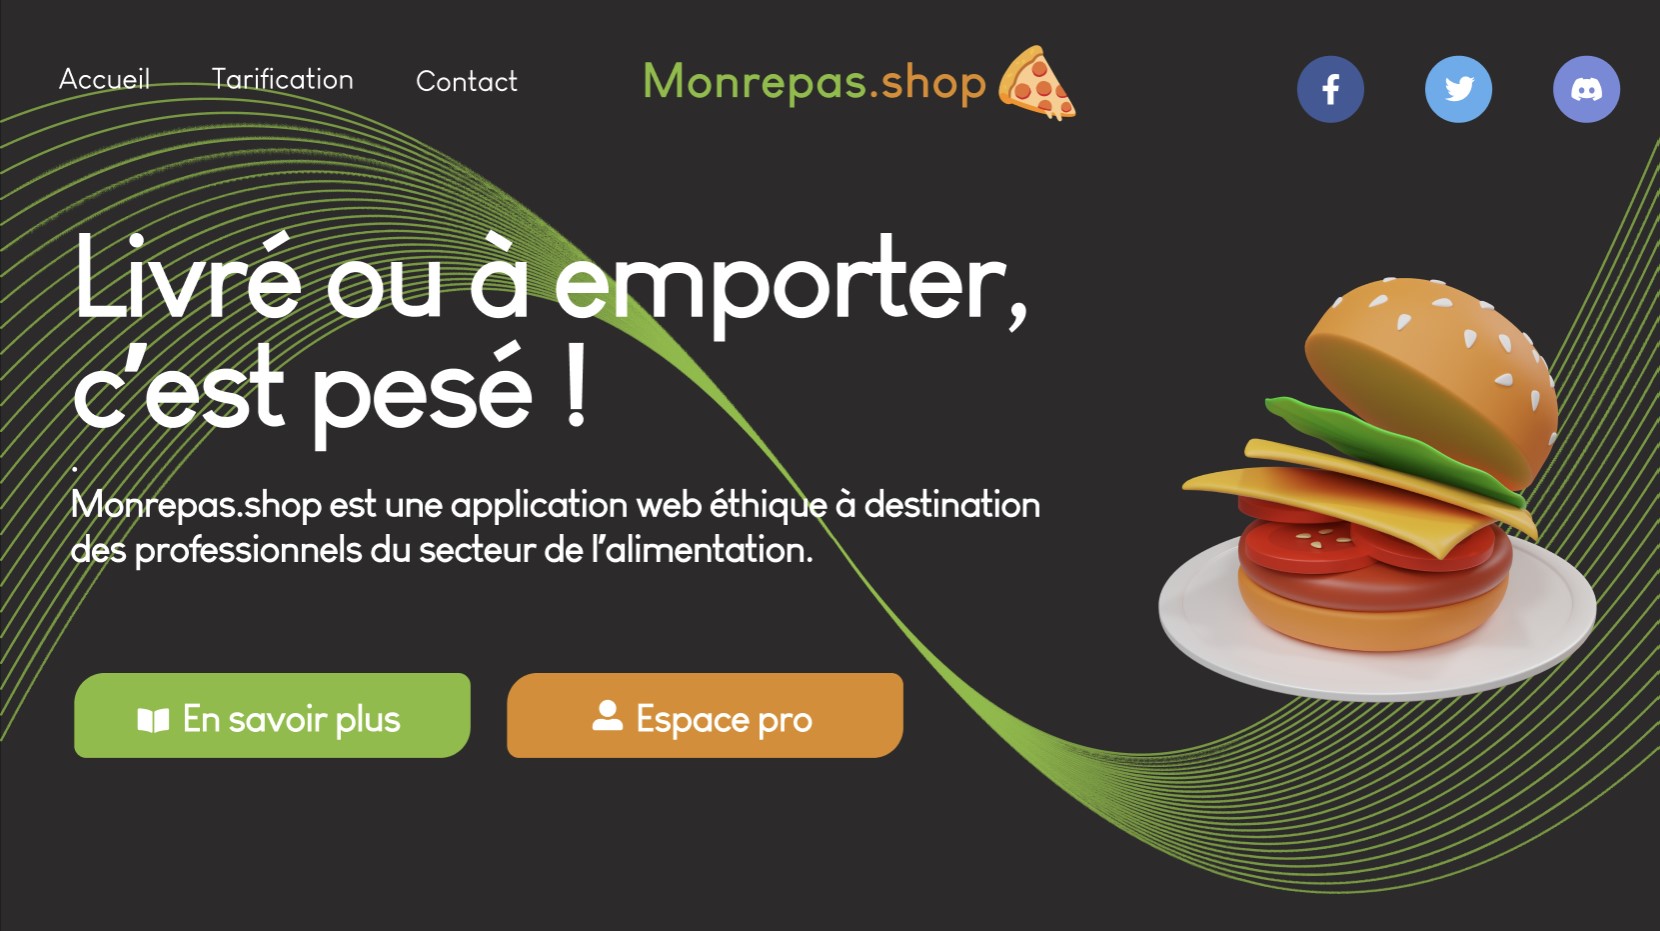 Accueil
Tarification
Contact
Monrepas.shop
Livré ou à emporter,
c'est pesé !
.
Monrepas.shop est une application web éthique à destination
des professionnels du secteur de l'alimentation.
En savoir plus
Espace pro